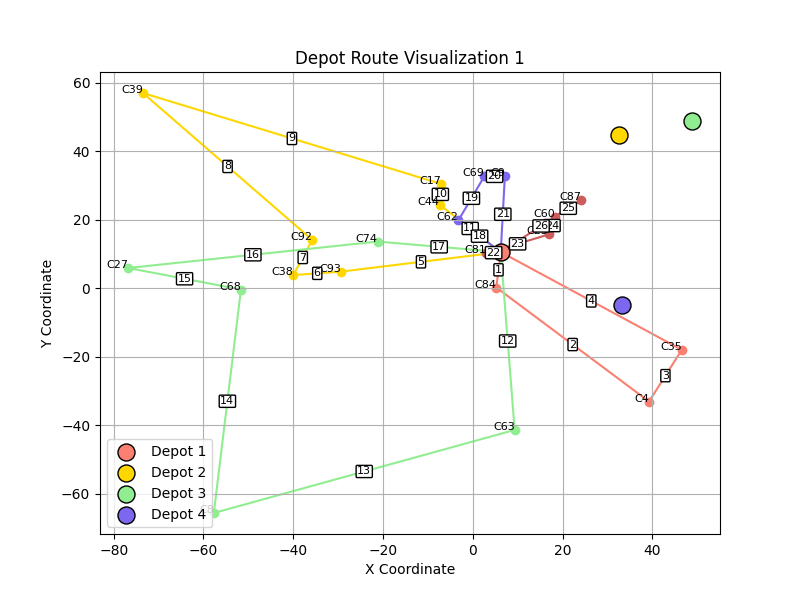 Depot Route Visualization 1
Y Coordinate
60
40
20
0
−20
−40
−60
C39
C17
C44
C62
C69
C87
C60
C92
C74
C81
C27
C68
C38
C93
C84
C35
C4
C63
9
8
10
20
19
21
25
24
26
11
18
17
23
22
16
7
5
6
15
1
4
12
2
3
14
13
Depot 1
Depot 2
Depot 3
Depot 4
−80
−60
−40
−20
0
20
40
X Coordinate